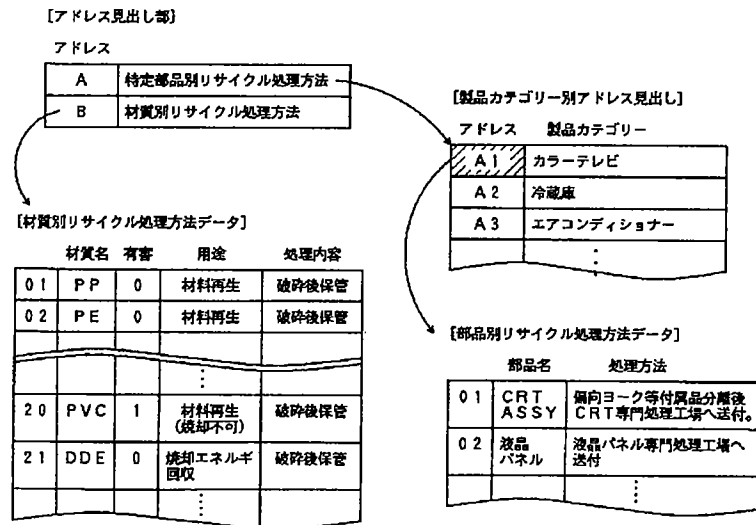 [アドレス見出し部]
アドレス
A 特定部品別リサイクル処理方法
B 材質別リサイクル処理方法
[製品カテゴリー別アドレス見出し]
アドレス 製品カテゴリー
A1 カラーテレビ
A2 冷蔵庫
A3 エアコンディショナー
[材質別リサイクル処理方法データ]
材質名 有害 用途 処理内容
01 PP 0 材料再生 破砕後保管
02 PE 0 材料再生 破砕後保管
20 PVC 1 材料再生 破砕後保管
(焼却不可)
21 DDE 0 焼却エネルギ 破砕後保管
回収
[部品別リサイクル処理方法データ]
部品名 処理方法
01 CRT 偏向ヨーク等付属品分離後
ASSY CRT専門処理工場へ送付。
02 液晶 液晶パネル専門処理工場へ
パネル 送付